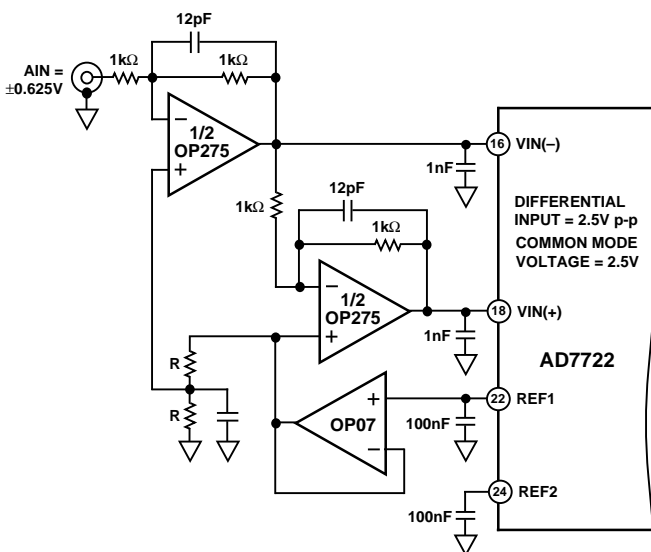 12pF
AIN =
±0.625V
1kΩ
1kΩ
–
1/2
OP275
+
16 VIN(–)
1nF
1kΩ
12pF
1kΩ
DIFFERENTIAL
INPUT = 2.5V p-p
COMMON MODE
VOLTAGE = 2.5V
–
1/2
OP275
+
18 VIN(+)
1nF
AD7722
R
R
+
OP07
–
22 REF1
100nF
24 REF2
100nF